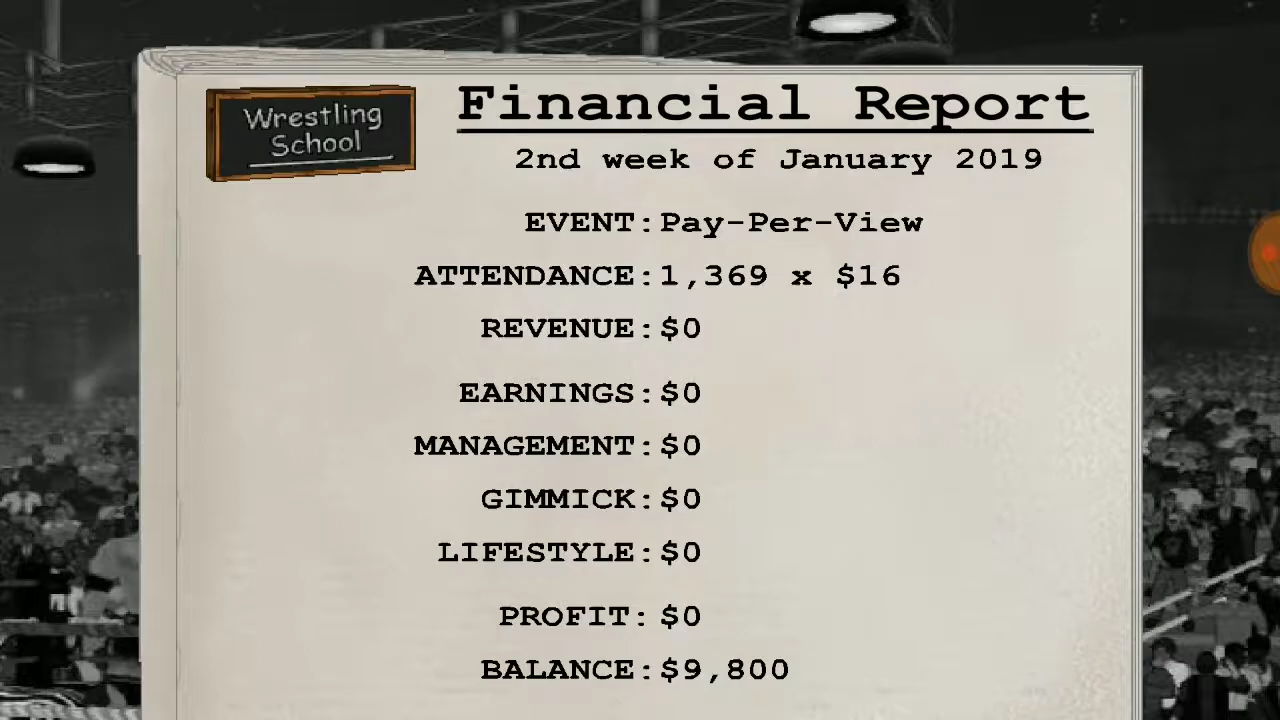 Wrestling
School
Financial Report
2nd week of January 2019
EVENT: Pay-Per-View
ATTENDANCE: 1,369 x $16
REVENUE: $0
EARNINGS: $0
MANAGEMENT: $0
GIMMICK: $0
LIFESTYLE: $0
PROFIT: $0
BALANCE: $9,800